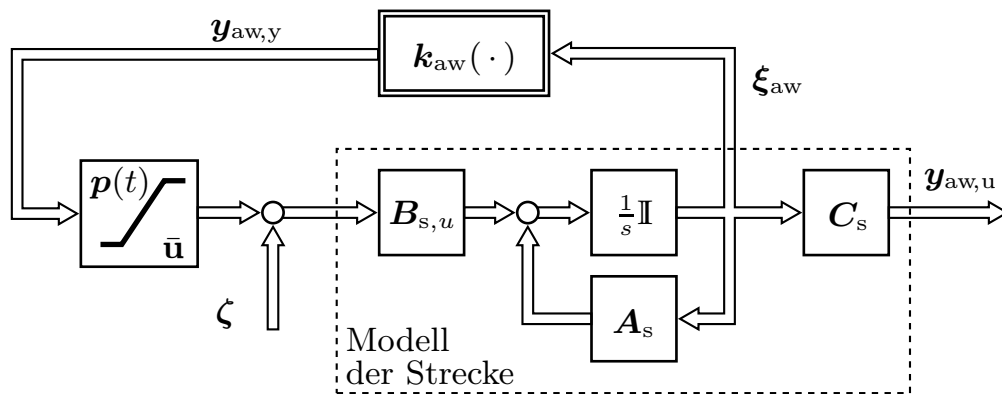 y_aw,y
k_aw(·)
ξ_aw
p(t)
ū
ζ
B_s,u
1/s 𝕀
C_s
y_aw,u
A_s
Modell
der Strecke